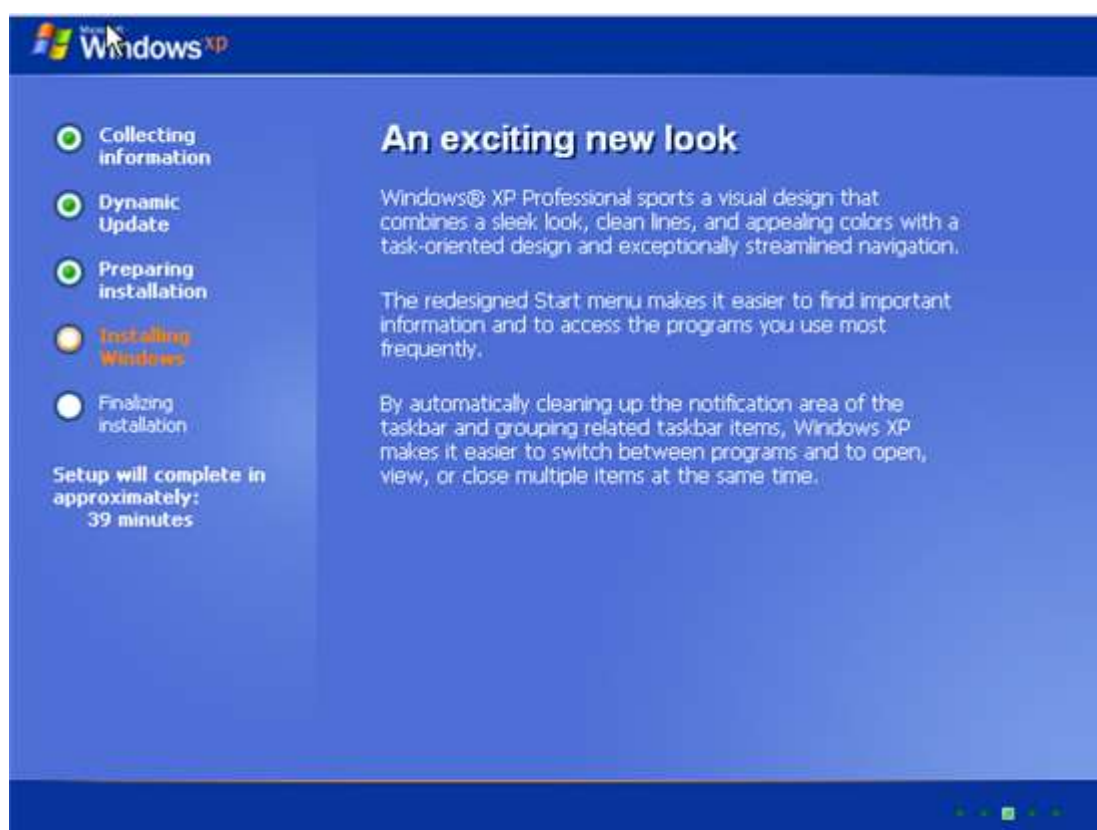 Microsoft
Windows xp
Collecting
information
Dynamic
Update
Preparing
installation
Installing
Windows
Finalizing
installation
Setup will complete in
approximately:
39 minutes
An exciting new look
Windows® XP Professional sports a visual design that
combines a sleek look, clean lines, and appealing colors with a
task-oriented design and exceptionally streamlined navigation.
The redesigned Start menu makes it easier to find important
information and to access the programs you use most
frequently.
By automatically cleaning up the notification area of the
taskbar and grouping related taskbar items, Windows XP
makes it easier to switch between programs and to open,
view, or close multiple items at the same time.